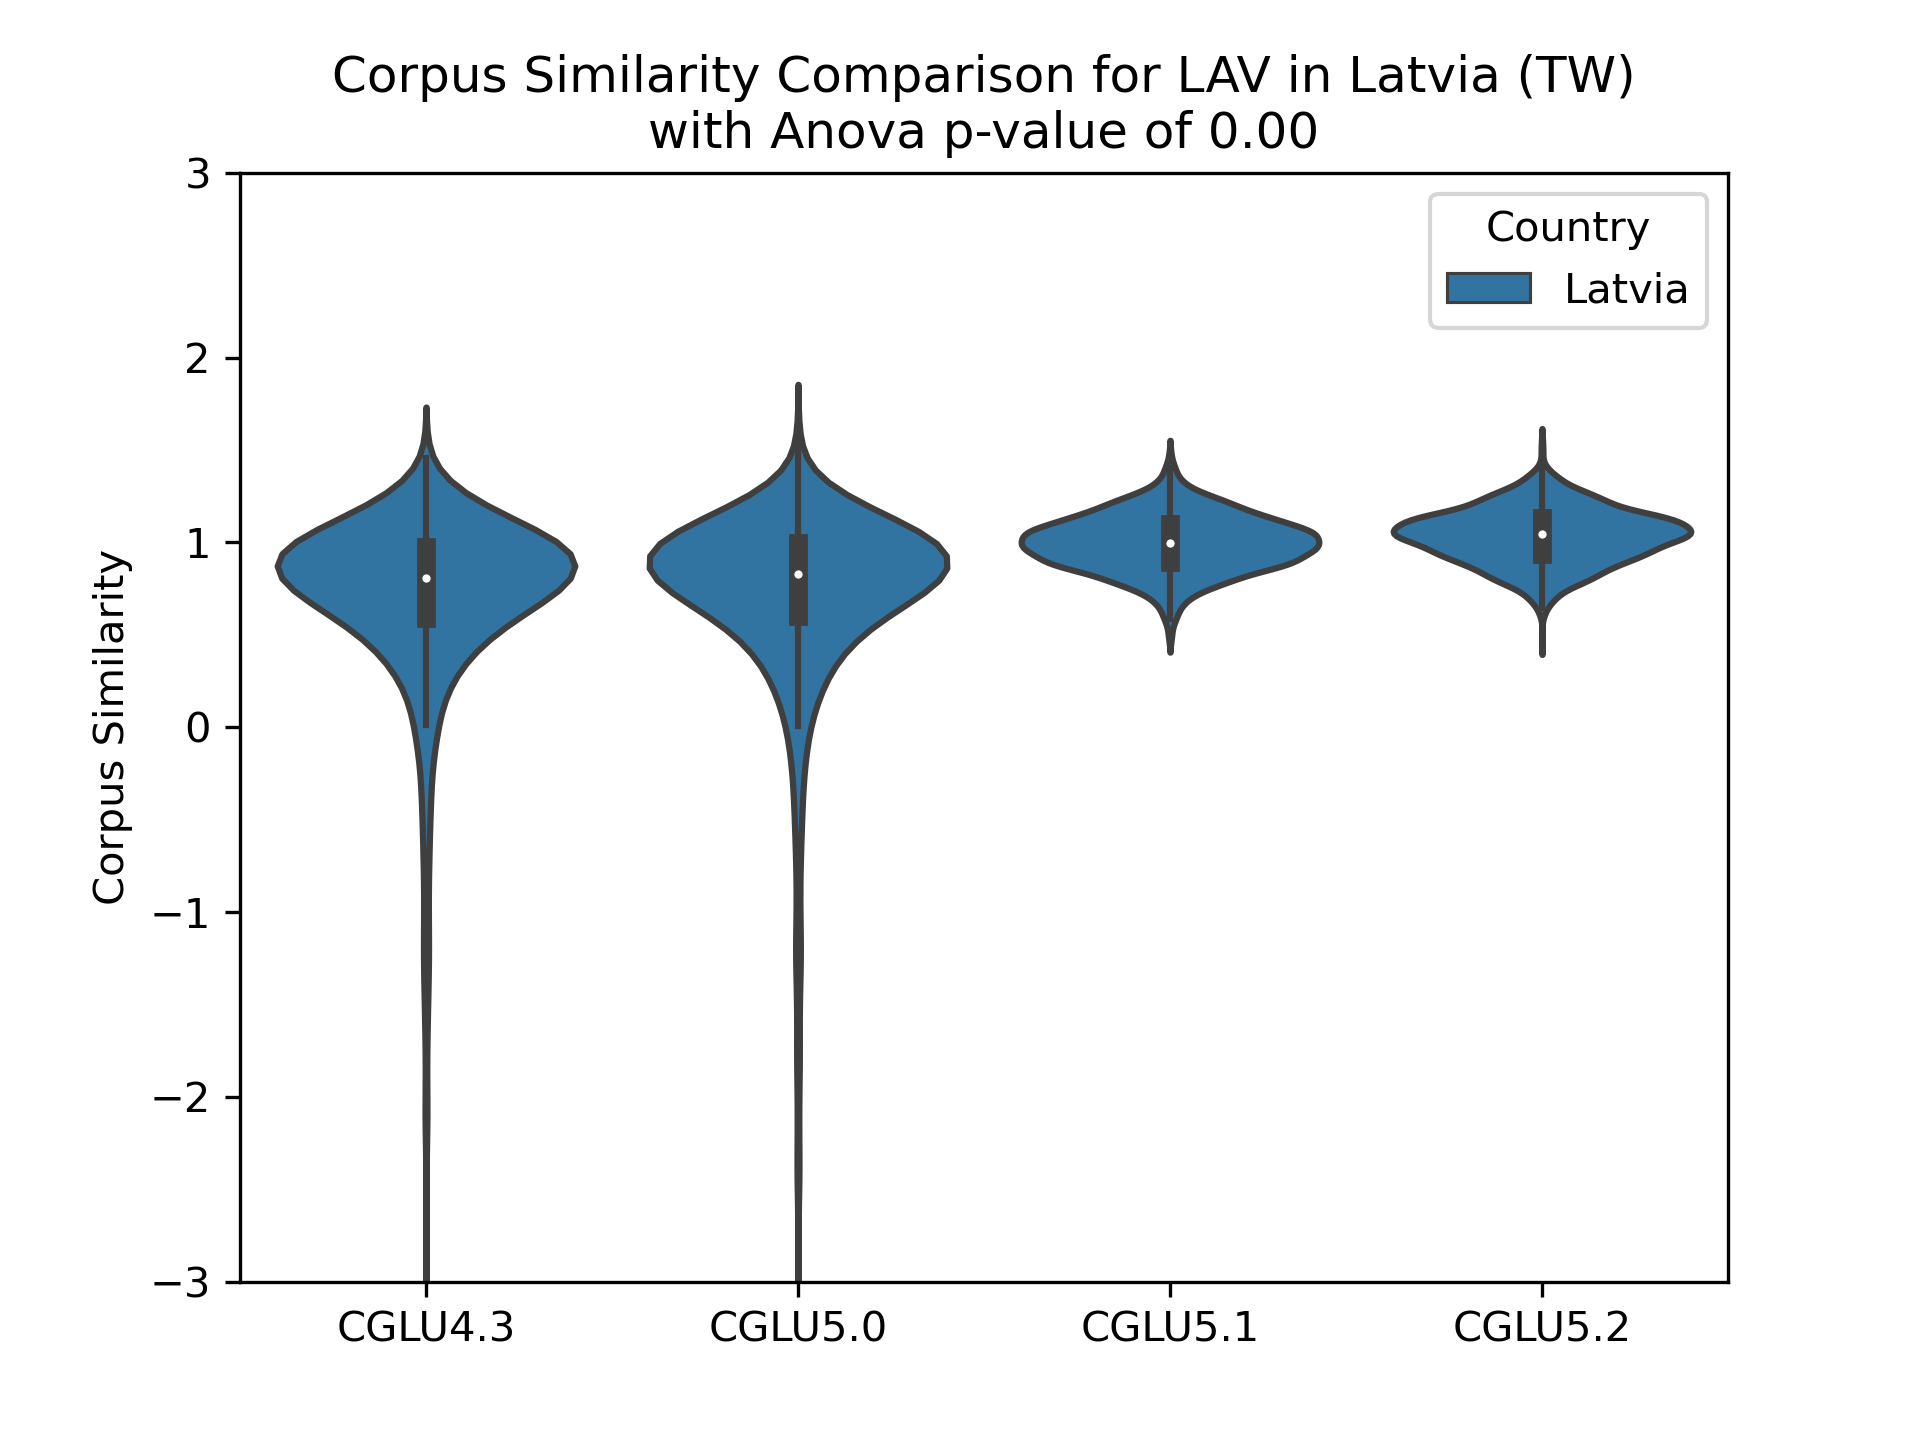 Corpus Similarity Comparison for LAV in Latvia (TW)
with Anova p-value of 0.00
Country
Latvia
Corpus Similarity
3
2
1
0
−1
−2
−3
CGLU4.3
CGLU5.0
CGLU5.1
CGLU5.2